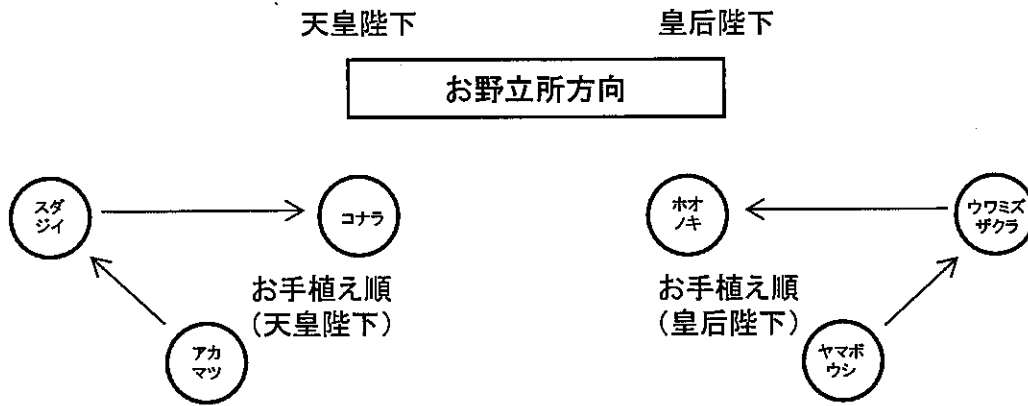 天皇陛下
皇后陛下
お野立所方向
スダ
ジイ
コナラ
ホオ
ノキ
ウワミズ
ザクラ
お手植え順
(天皇陛下)
お手植え順
(皇后陛下)
アカ
マツ
ヤマボ
ウシ